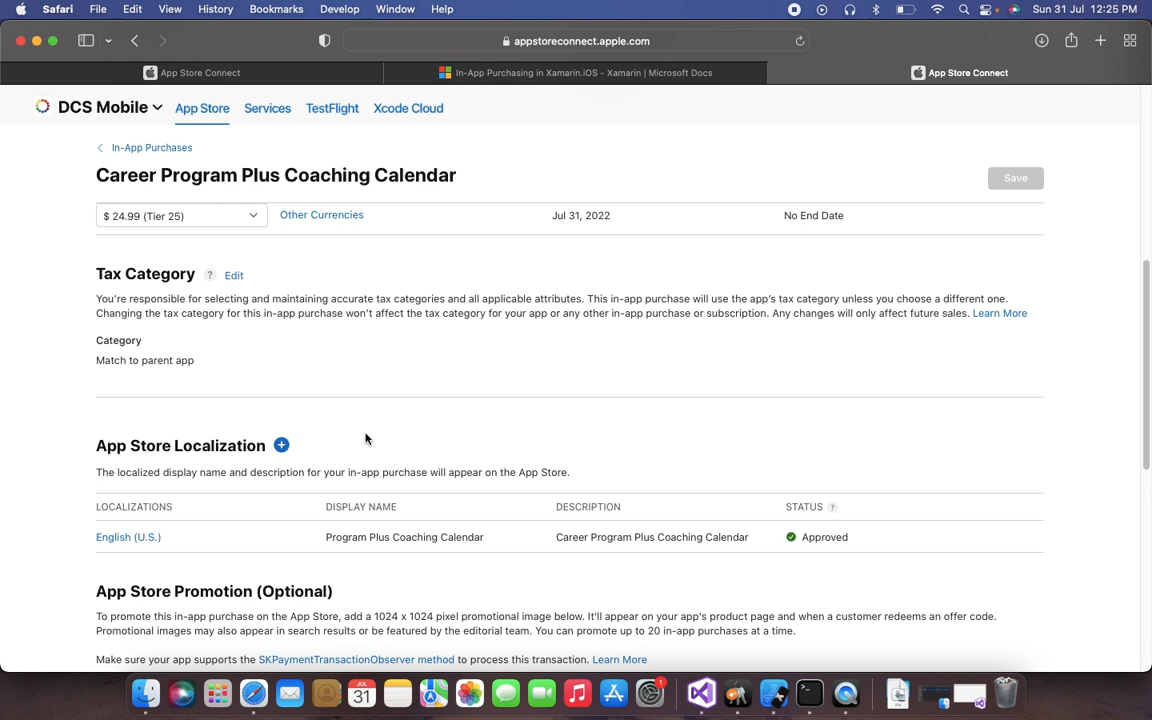 Safari File Edit View History Bookmarks Develop Window Help Sun 31 Jul 12:25 PM
appstoreconnect.apple.com
App Store Connect In-App Purchasing in Xamarin.iOS - Xamarin | Microsoft Docs App Store Connect
DCS Mobile App Store Services TestFlight Xcode Cloud
In-App Purchases
Career Program Plus Coaching Calendar Save
$ 24.99 (Tier 25) Other Currencies Jul 31, 2022 No End Date
Tax Category ? Edit
You're responsible for selecting and maintaining accurate tax categories and all applicable attributes. This in-app purchase will use the app's tax category unless you choose a different one.
Changing the tax category for this in-app purchase won't affect the tax category for your app or any other in-app purchase or subscription. Any changes will only affect future sales. Learn More
Category
Match to parent app
App Store Localization
The localized display name and description for your in-app purchase will appear on the App Store.
LOCALIZATIONS DISPLAY NAME DESCRIPTION STATUS ?
English (U.S.) Program Plus Coaching Calendar Career Program Plus Coaching Calendar Approved
App Store Promotion (Optional)
To promote this in-app purchase on the App Store, add a 1024 x 1024 pixel promotional image below. It'll appear on your app's product page and when a customer redeems an offer code.
Promotional images may also appear in search results or be featured by the editorial team. You can promote up to 20 in-app purchases at a time.
Make sure your app supports the SKPaymentTransactionObserver method to process this transaction. Learn More
JUL
31
1